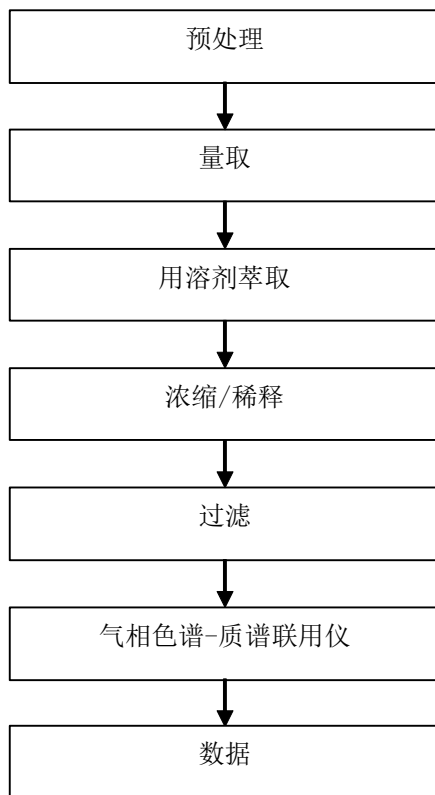 预处理
量取
用溶剂萃取
浓缩/稀释
过滤
气相色谱-质谱联用仪
数据